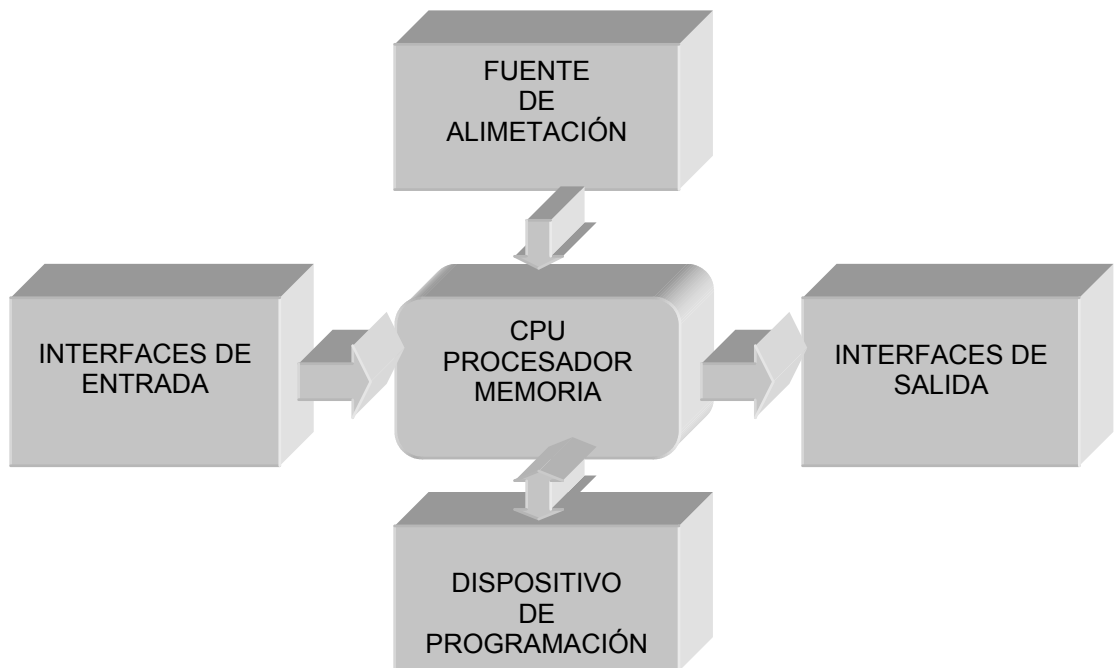 FUENTE
DE
ALIMETACIÓN
INTERFACES DE
ENTRADA
CPU
PROCESADOR
MEMORIA
INTERFACES DE
SALIDA
DISPOSITIVO
DE
PROGRAMACIÓN